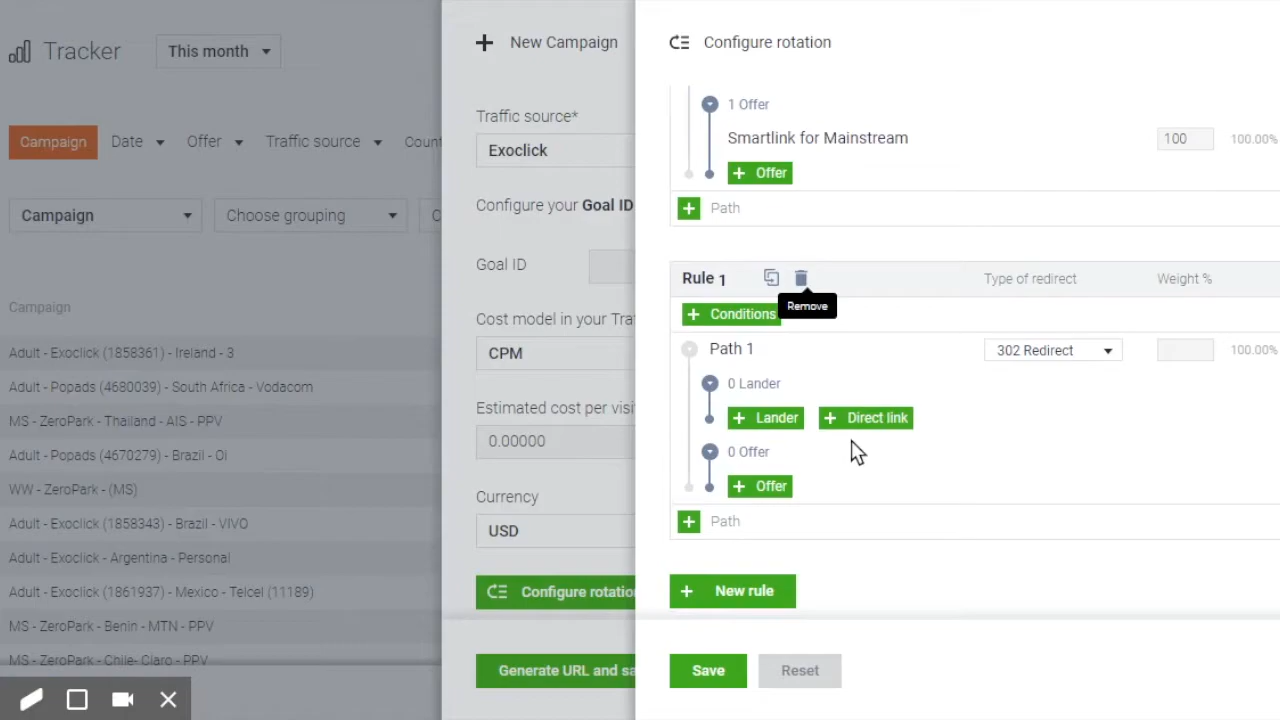 Tracker
This month
Campaign Date Offer Traffic source Count
Campaign Choose grouping C
Campaign
Adult - Exoclick (1858361) - Ireland - 3
Adult - Popads (4680039) - South Africa - Vodacom
MS - ZeroPark - Thailand - AIS - PPV
Adult - Popads (4670279) - Brazil - OI
WW - ZeroPark - (MS)
Adult - Exoclick (1858343) - Brazil - VIVO
Adult - Exoclick - Argentina - Personal
Adult - Exoclick (1861937) - Mexico - Telcel (11189)
MS - ZeroPark - Benin - MTN - PPV
MS - ZeroPark - Chile- Claro - PPV
New Campaign
Traffic source*
Exoclick
Configure your Goal ID
Goal ID
Cost model in your Tra
CPM
Estimated cost per visi
0.00000
Currency
USD
Configure rotatio
Generate URL and sa
Configure rotation
1 Offer
Smartlink for Mainstream 100 100.00%
+ Offer
+ Path
Rule 1 Type of redirect Weight %
Remove
+ Conditions
Path 1 302 Redirect 100.00%
0 Lander
+ Lander + Direct link
0 Offer
+ Offer
+ Path
+ New rule
Save Reset